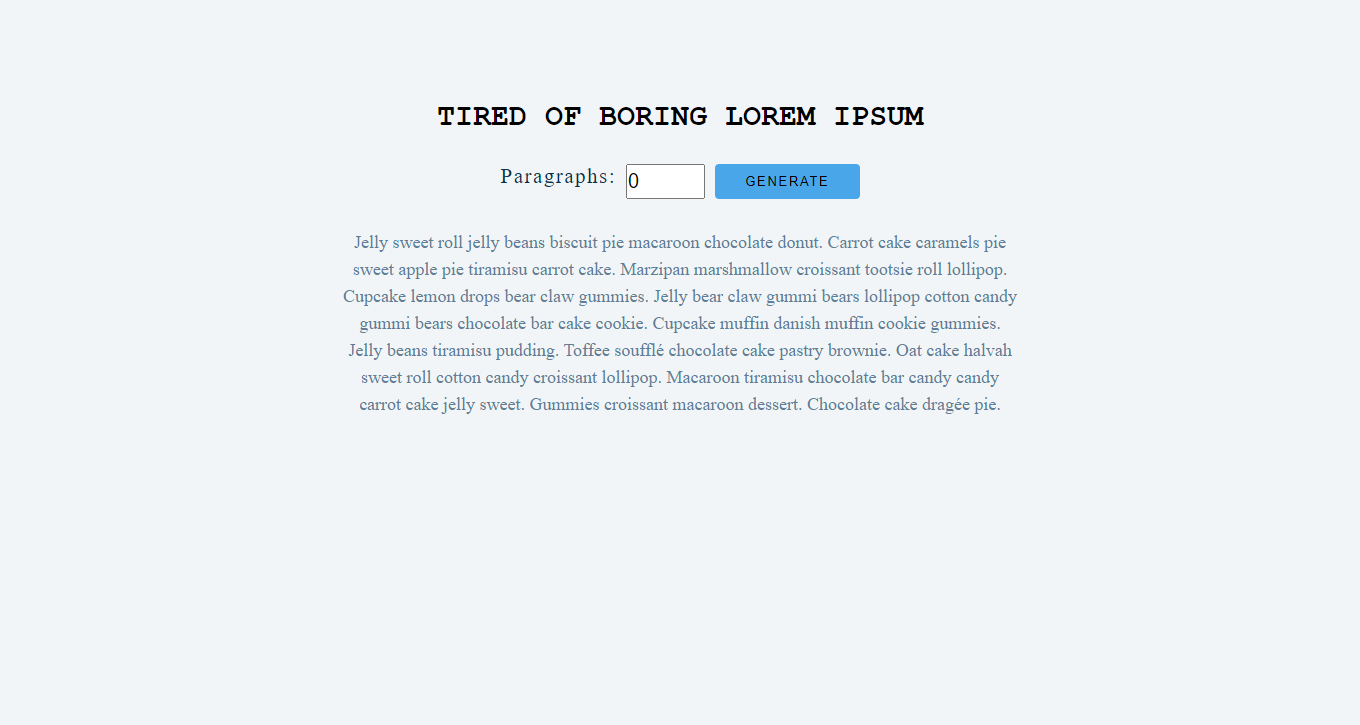 TIRED OF BORING LOREM IPSUM
Paragraphs: 0 GENERATE
Jelly sweet roll jelly beans biscuit pie macaroon chocolate donut. Carrot cake caramels pie
sweet apple pie tiramisu carrot cake. Marzipan marshmallow croissant tootsie roll lollipop.
Cupcake lemon drops bear claw gummies. Jelly bear claw gummi bears lollipop cotton candy
gummi bears chocolate bar cake cookie. Cupcake muffin danish muffin cookie gummies.
Jelly beans tiramisu pudding. Toffee soufflé chocolate cake pastry brownie. Oat cake halvah
sweet roll cotton candy croissant lollipop. Macaroon tiramisu chocolate bar candy candy
carrot cake jelly sweet. Gummies croissant macaroon dessert. Chocolate cake dragée pie.